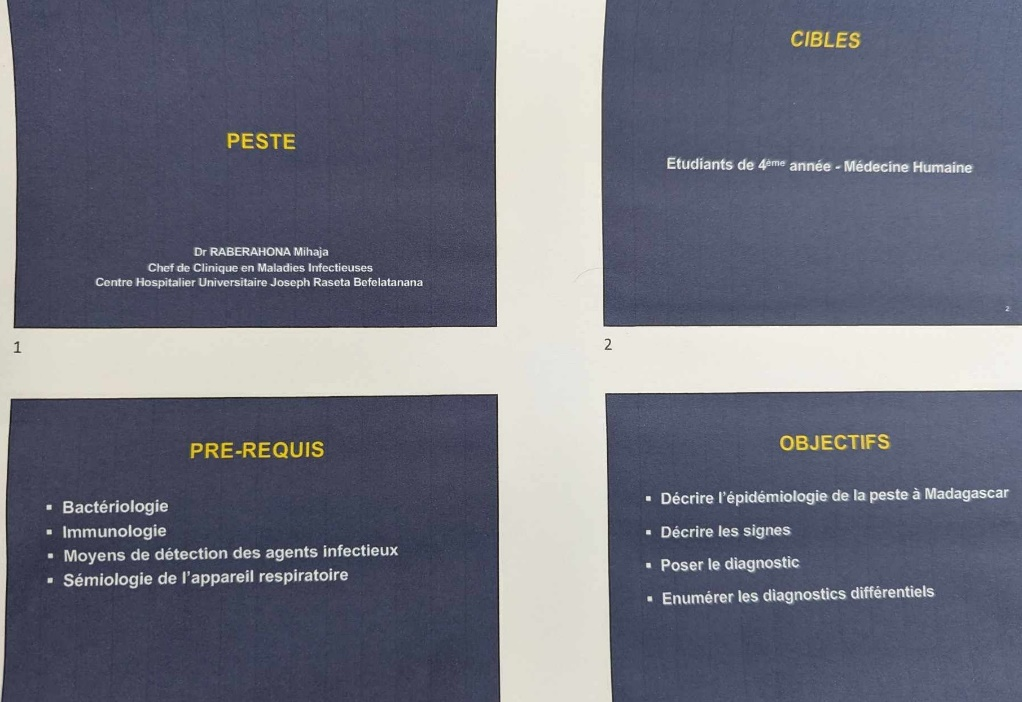 PESTE
Dr RABERAHONA Mihaja
Chef de Clinique en Maladies Infectieuses
Centre Hospitalier Universitaire Joseph Raseta Befelatanana
1
CIBLES
Etudiants de 4ème année - Médecine Humaine
2
2
PRE-REQUIS
▪ Bactériologie
▪ Immunologie
▪ Moyens de détection des agents infectieux
▪ Sémiologie de l'appareil respiratoire
OBJECTIFS
▪ Décrire l'épidémiologie de la peste à Madagascar
▪ Décrire les signes
▪ Poser le diagnostic
▪ Enumérer les diagnostics différentiels